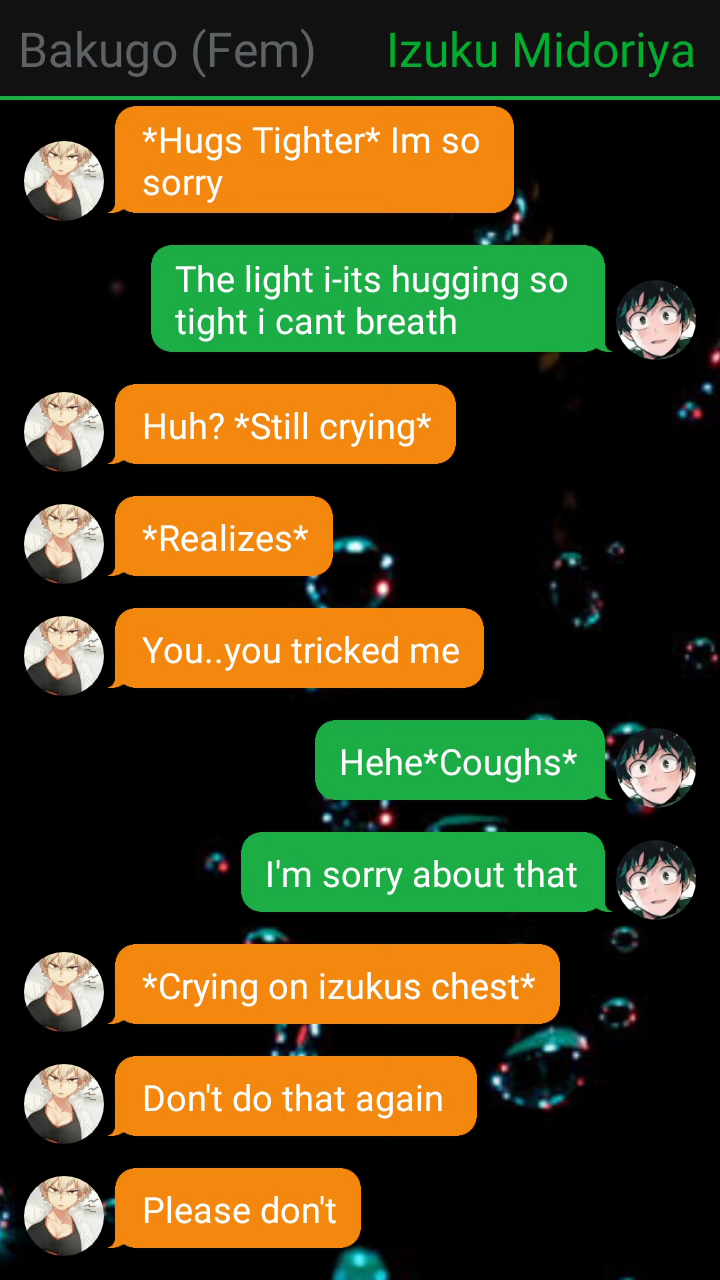 Bakugo (Fem) Izuku Midoriya
*Hugs Tighter* Im so
sorry
The light i-its hugging so
tight i cant breath
Huh? *Still crying*
*Realizes*
You..you tricked me
Hehe*Coughs*
I'm sorry about that
*Crying on izukus chest*
Don't do that again
Please don't